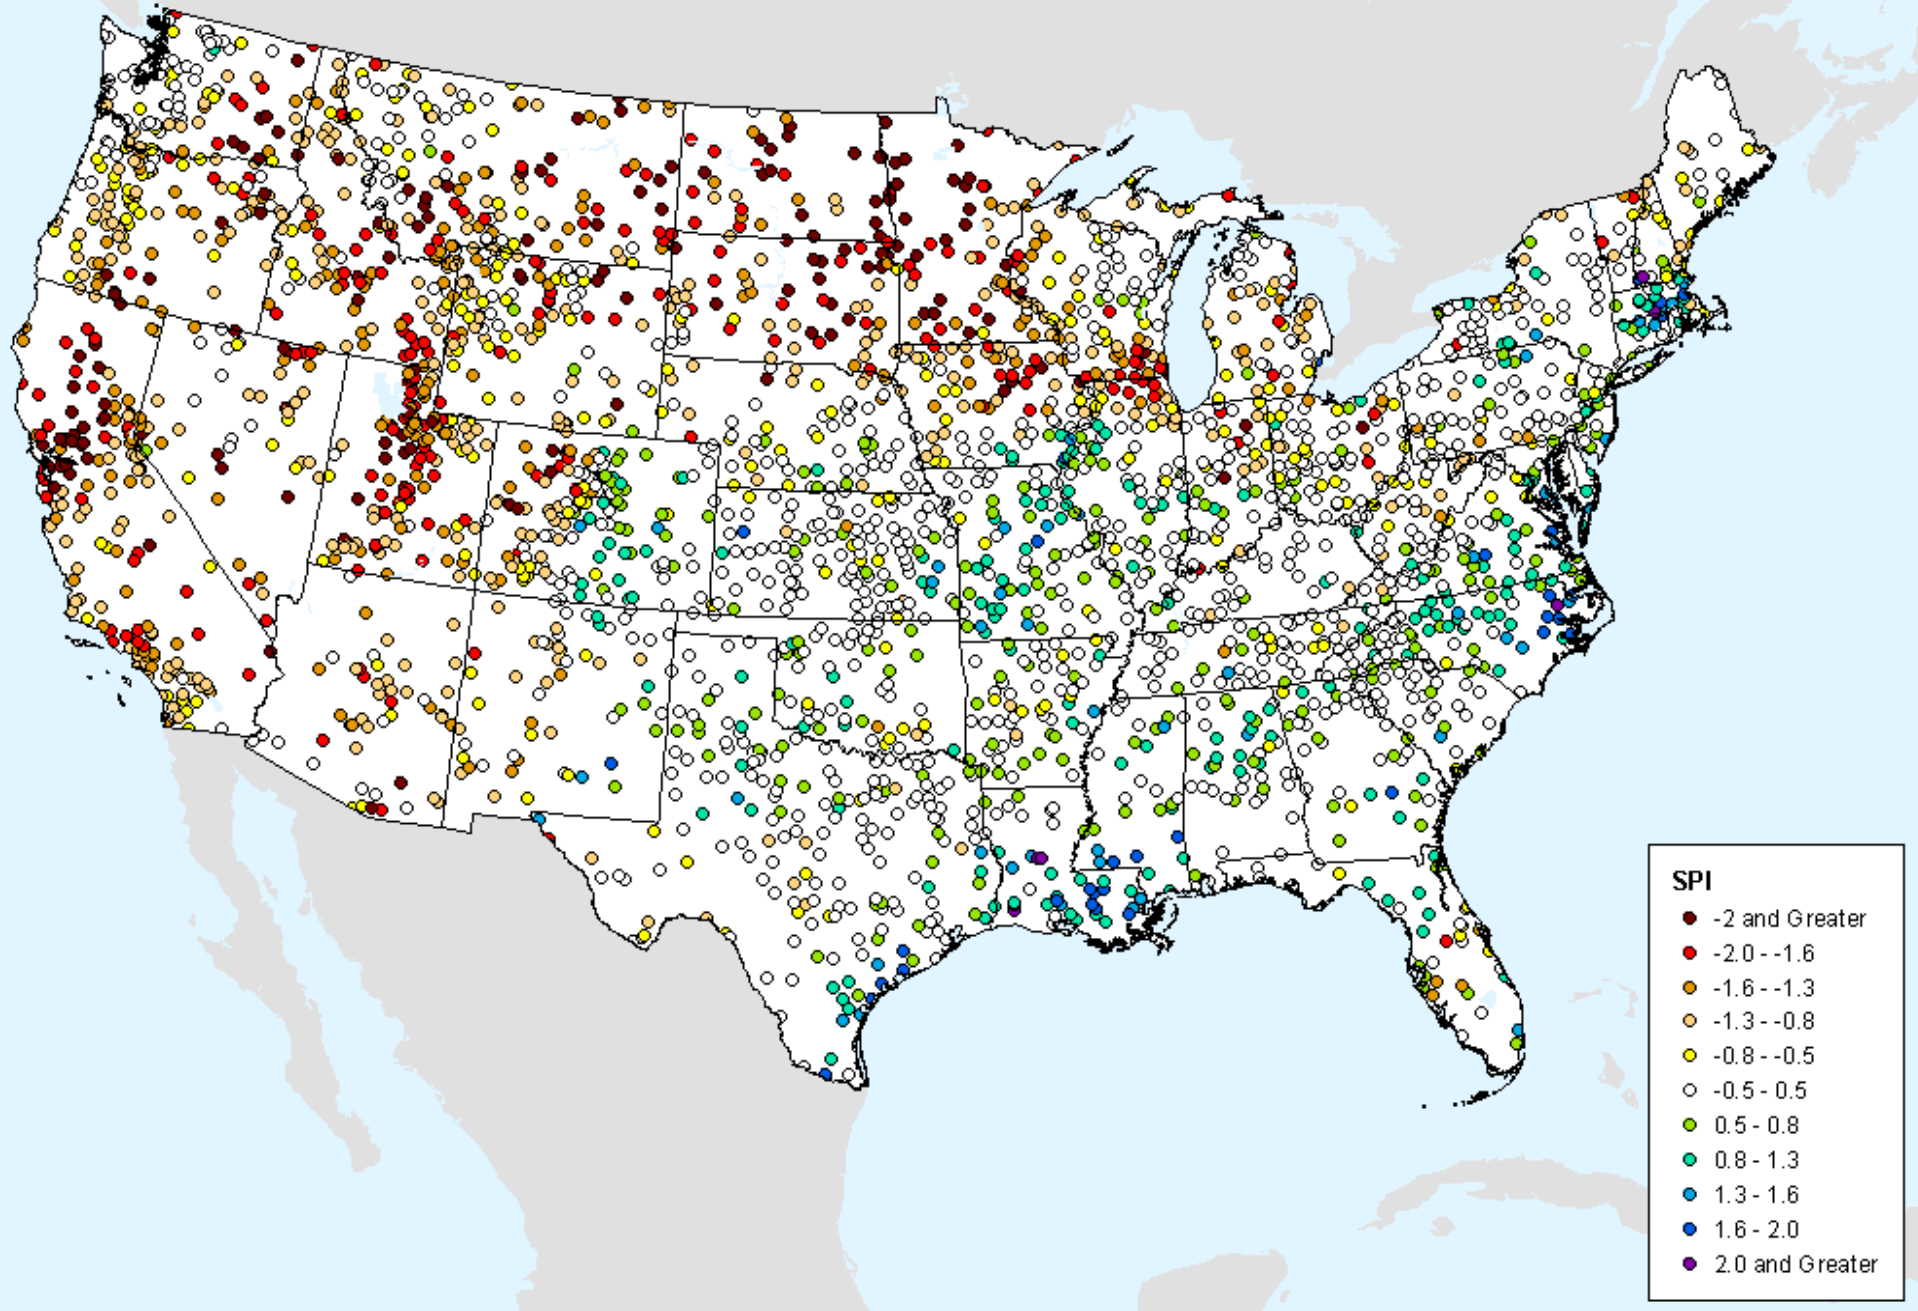 SPI
-2 and Greater
-2.0 - -1.6
-1.6 - -1.3
-1.3 - -0.8
-0.8 - -0.5
-0.5 - 0.5
0.5 - 0.8
0.8 - 1.3
1.3 - 1.6
1.6 - 2.0
2.0 and Greater